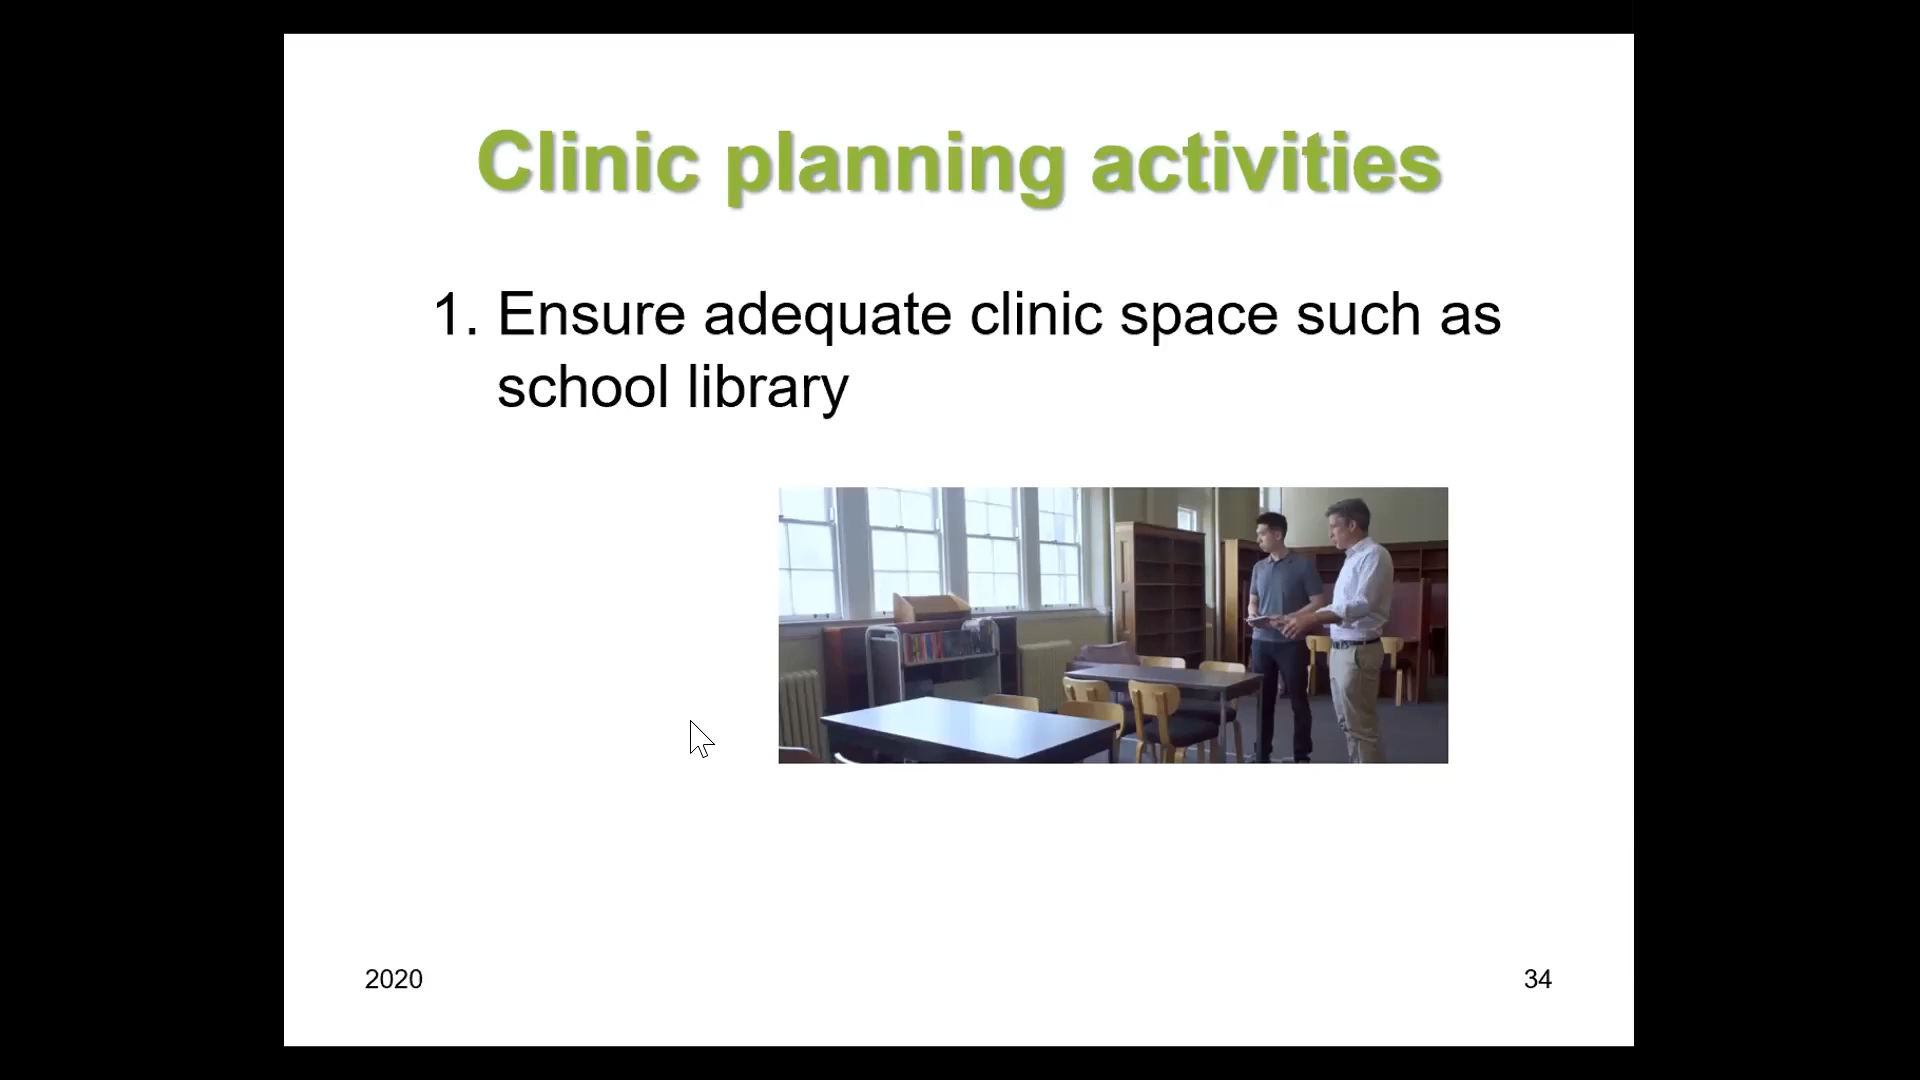 Clinic planning activities
1. Ensure adequate clinic space such as
school library
2020
34